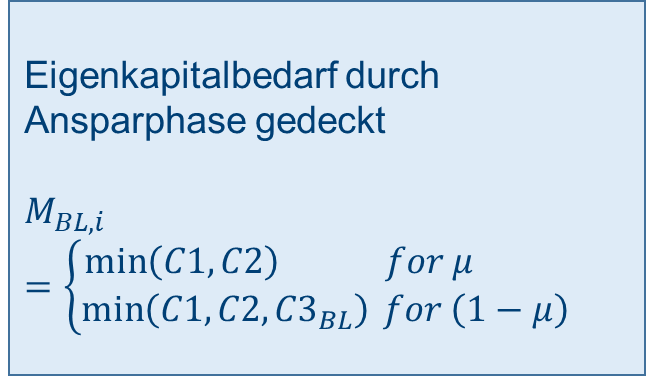 Eigenkapitalbedarf durch
Ansparphase gedeckt
M_{BL,i}
= { min(C1, C2) for μ
min(C1, C2, C3_{BL}) for (1 − μ)